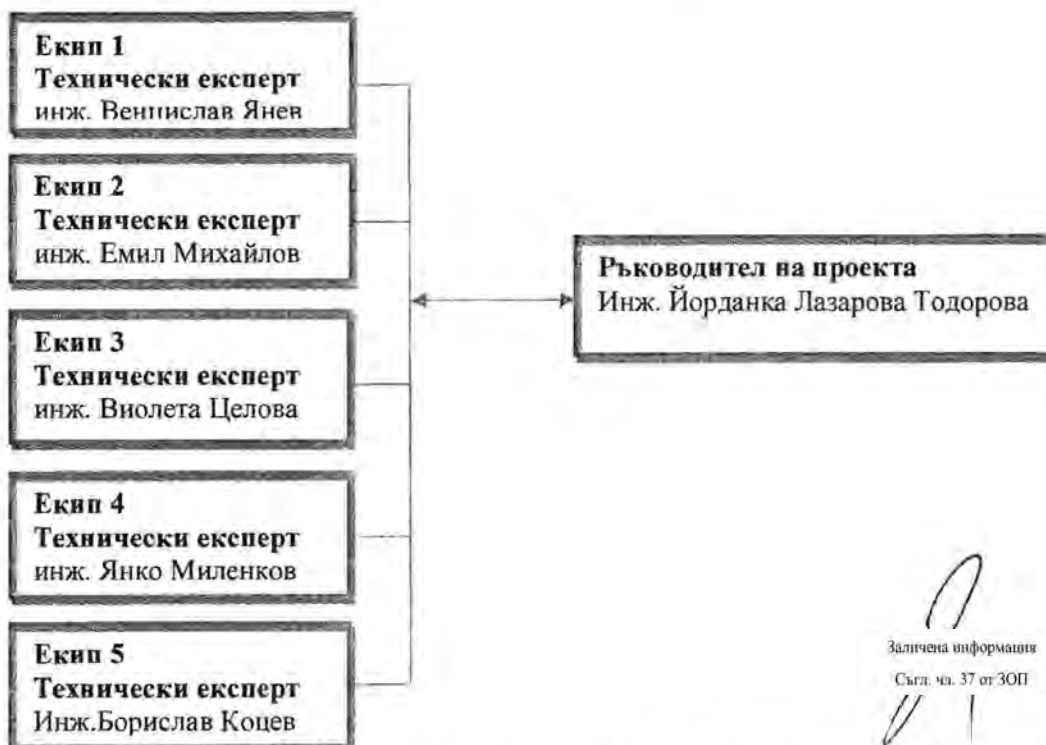 Екип 1
Технически експерт
инж. Венцислав Янев
Екип 2
Технически експерт
инж. Емил Михайлов
Екип 3
Технически експерт
инж. Виолета Целова
Екип 4
Технически експерт
инж. Янко Миленков
Екип 5
Технически експерт
Инж.Борислав Коцев
Ръководител на проекта
Инж. Йорданка Лазарова Тодорова
Заличена информация
Съгл. чл. 37 от ЗОП